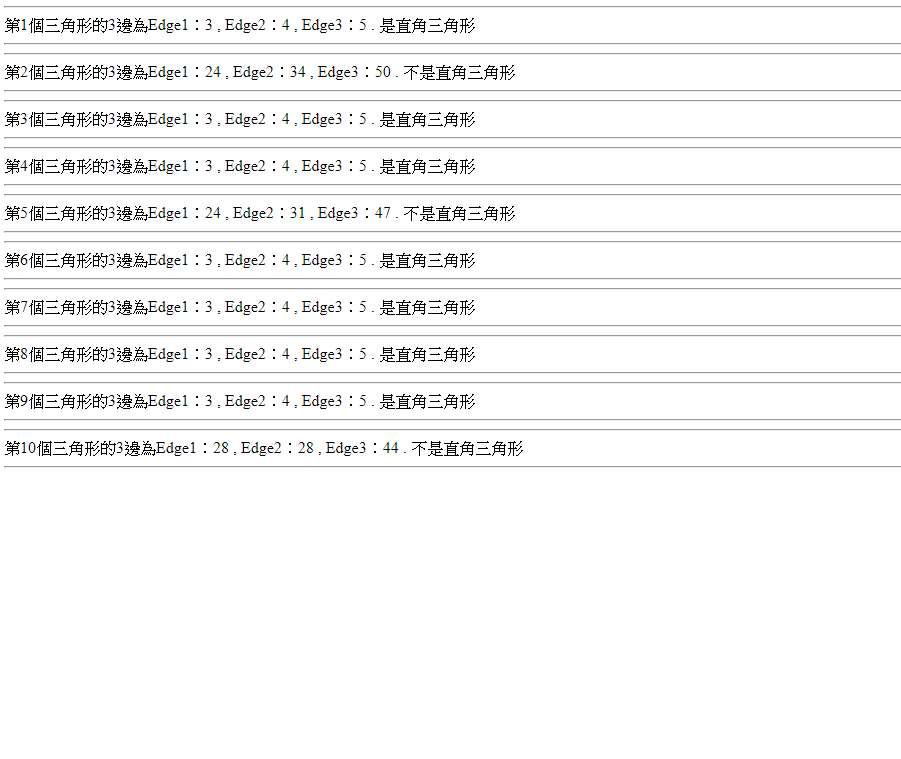 第1個三角形的3邊為Edge1：3 , Edge2：4 , Edge3：5 . 是直角三角形
第2個三角形的3邊為Edge1：24 , Edge2：34 , Edge3：50 . 不是直角三角形
第3個三角形的3邊為Edge1：3 , Edge2：4 , Edge3：5 . 是直角三角形
第4個三角形的3邊為Edge1：3 , Edge2：4 , Edge3：5 . 是直角三角形
第5個三角形的3邊為Edge1：24 , Edge2：31 , Edge3：47 . 不是直角三角形
第6個三角形的3邊為Edge1：3 , Edge2：4 , Edge3：5 . 是直角三角形
第7個三角形的3邊為Edge1：3 , Edge2：4 , Edge3：5 . 是直角三角形
第8個三角形的3邊為Edge1：3 , Edge2：4 , Edge3：5 . 是直角三角形
第9個三角形的3邊為Edge1：3 , Edge2：4 , Edge3：5 . 是直角三角形
第10個三角形的3邊為Edge1：28 , Edge2：28 , Edge3：44 . 不是直角三角形